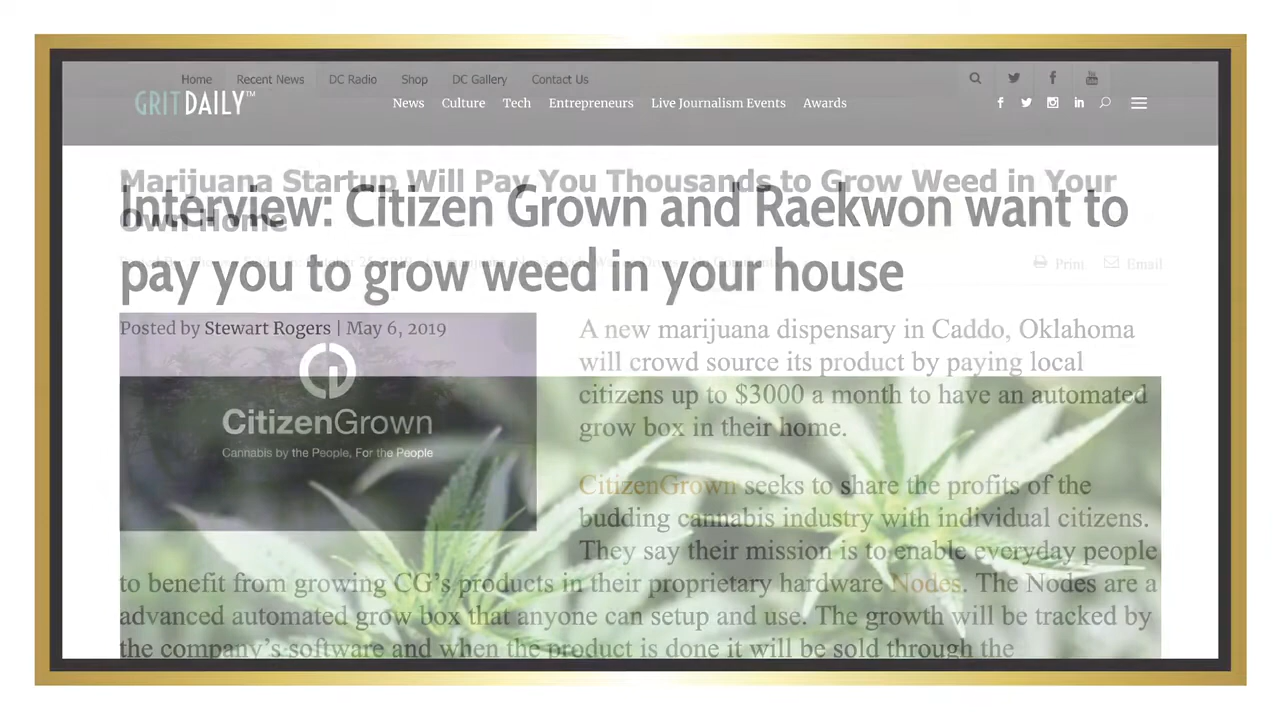 Home Recent News DC Radio Shop DC Gallery Contact Us
GRIT DAILY™
News Culture Tech Entrepreneurs Live Journalism Events Awards
Marijuana Startup Will Pay You Thousands to Grow Weed in Your
Own Home
Interview: Citizen Grown and Raekwon want to
pay you to grow weed in your house
Print Email
Posted by Stewart Rogers | May 6, 2019
CitizenGrown
Cannabis by the People, For the People
A new marijuana dispensary in Caddo, Oklahoma
will crowd source its product by paying local
citizens up to $3000 a month to have an automated
grow box in their home.
CitizenGrown seeks to share the profits of the
budding cannabis industry with individual citizens.
They say their mission is to enable everyday people
to benefit from growing CG’s products in their proprietary hardware Nodes. The Nodes are a
advanced automated grow box that anyone can setup and use. The growth will be tracked by
the company’s software and when the product is done it will be sold through the